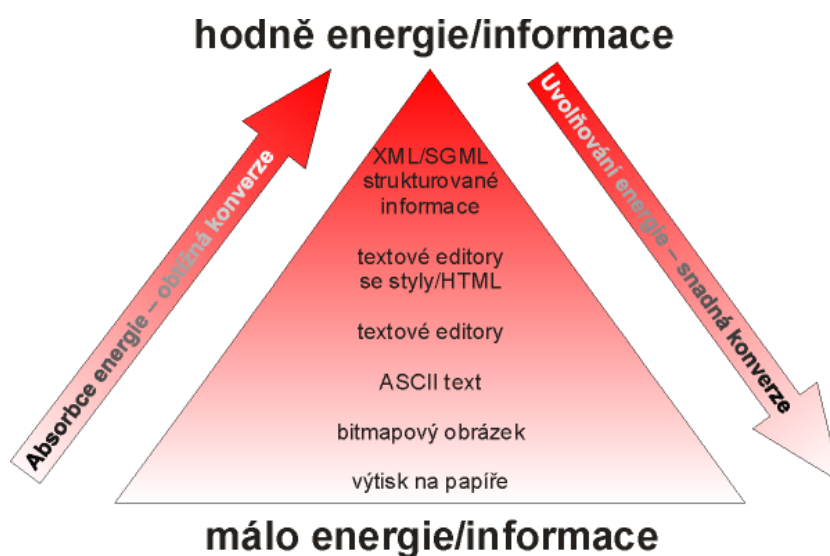 hodně energie/informace
Absorbce energie – obtížná konverze
Uvolňování energie – snadná konverze
XML/SGML
strukturované
informace
textové editory
se styly/HTML
textové editory
ASCII text
bitmapový obrázek
výtisk na papíře
málo energie/informace